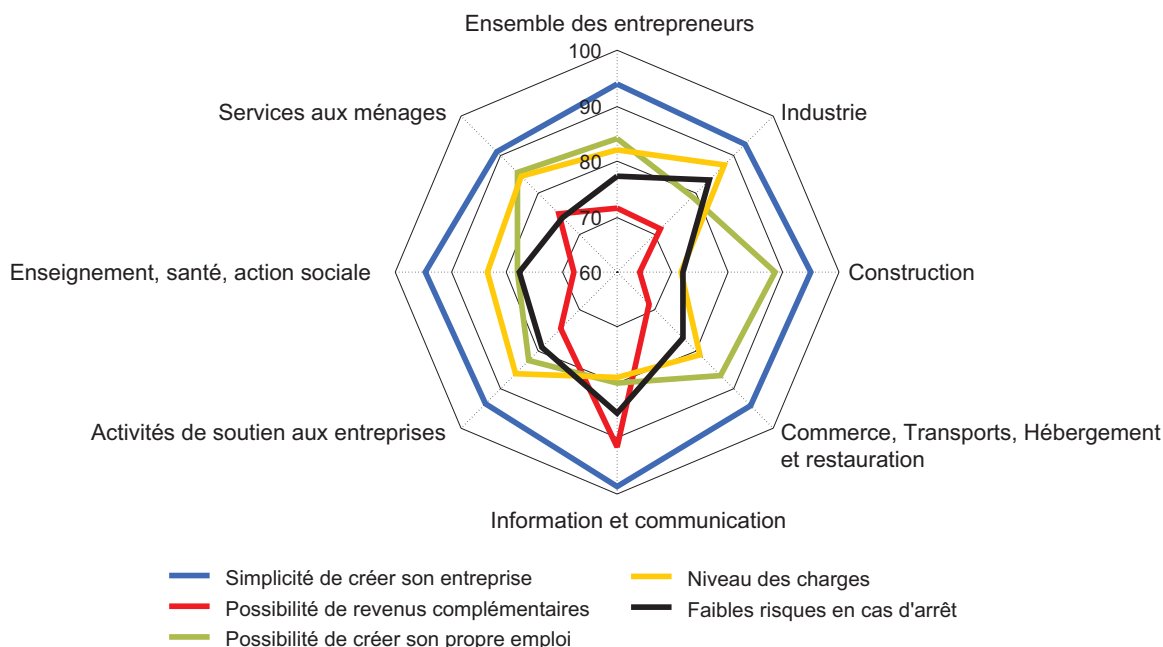 Ensemble des entrepreneurs
100
90
80
70
60
Services aux ménages
Industrie
Enseignement, santé, action sociale
Construction
Activités de soutien aux entreprises
Commerce, Transports, Hébergement
et restauration
Information et communication
Simplicité de créer son entreprise
Possibilité de revenus complémentaires
Possibilité de créer son propre emploi
Niveau des charges
Faibles risques en cas d'arrêt